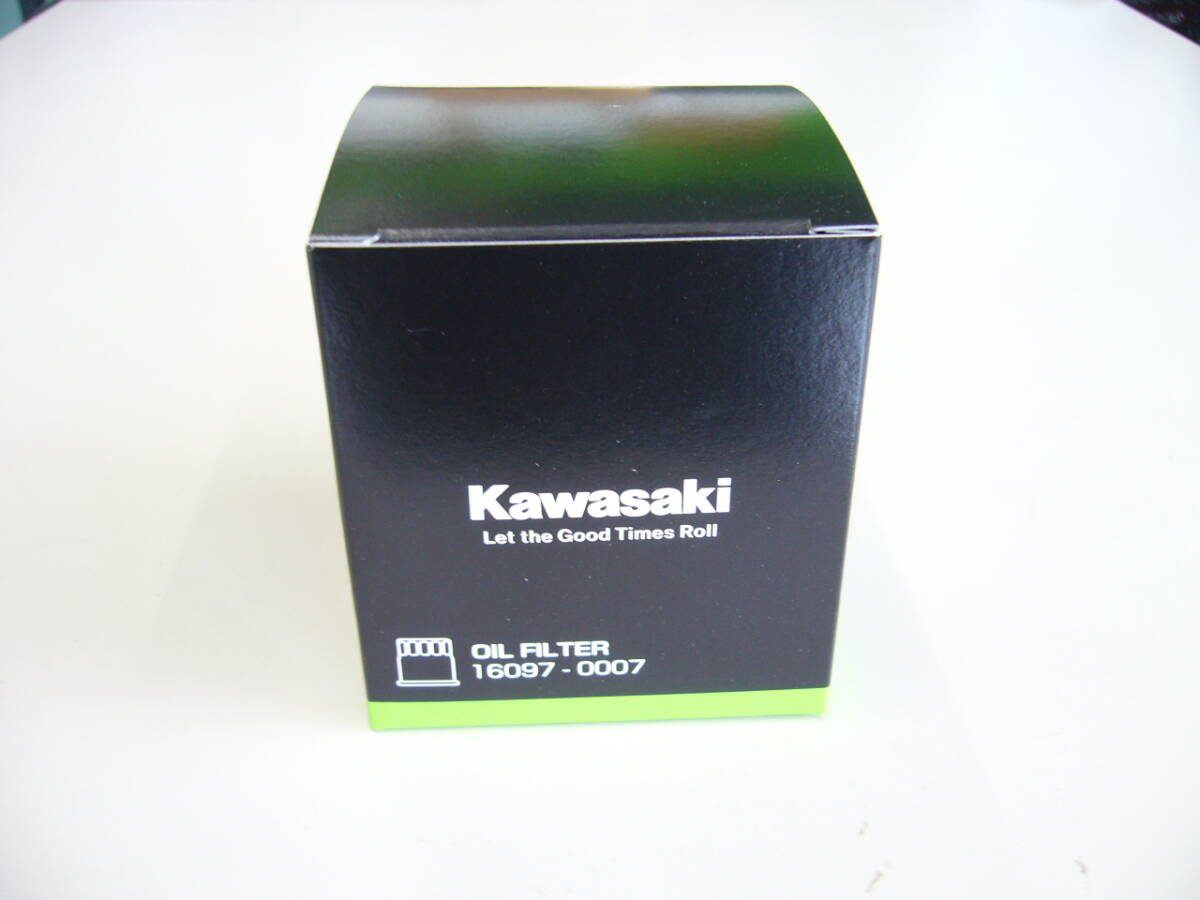 Kawasaki
Let the Good Times Roll
OIL FILTER
16097-0007